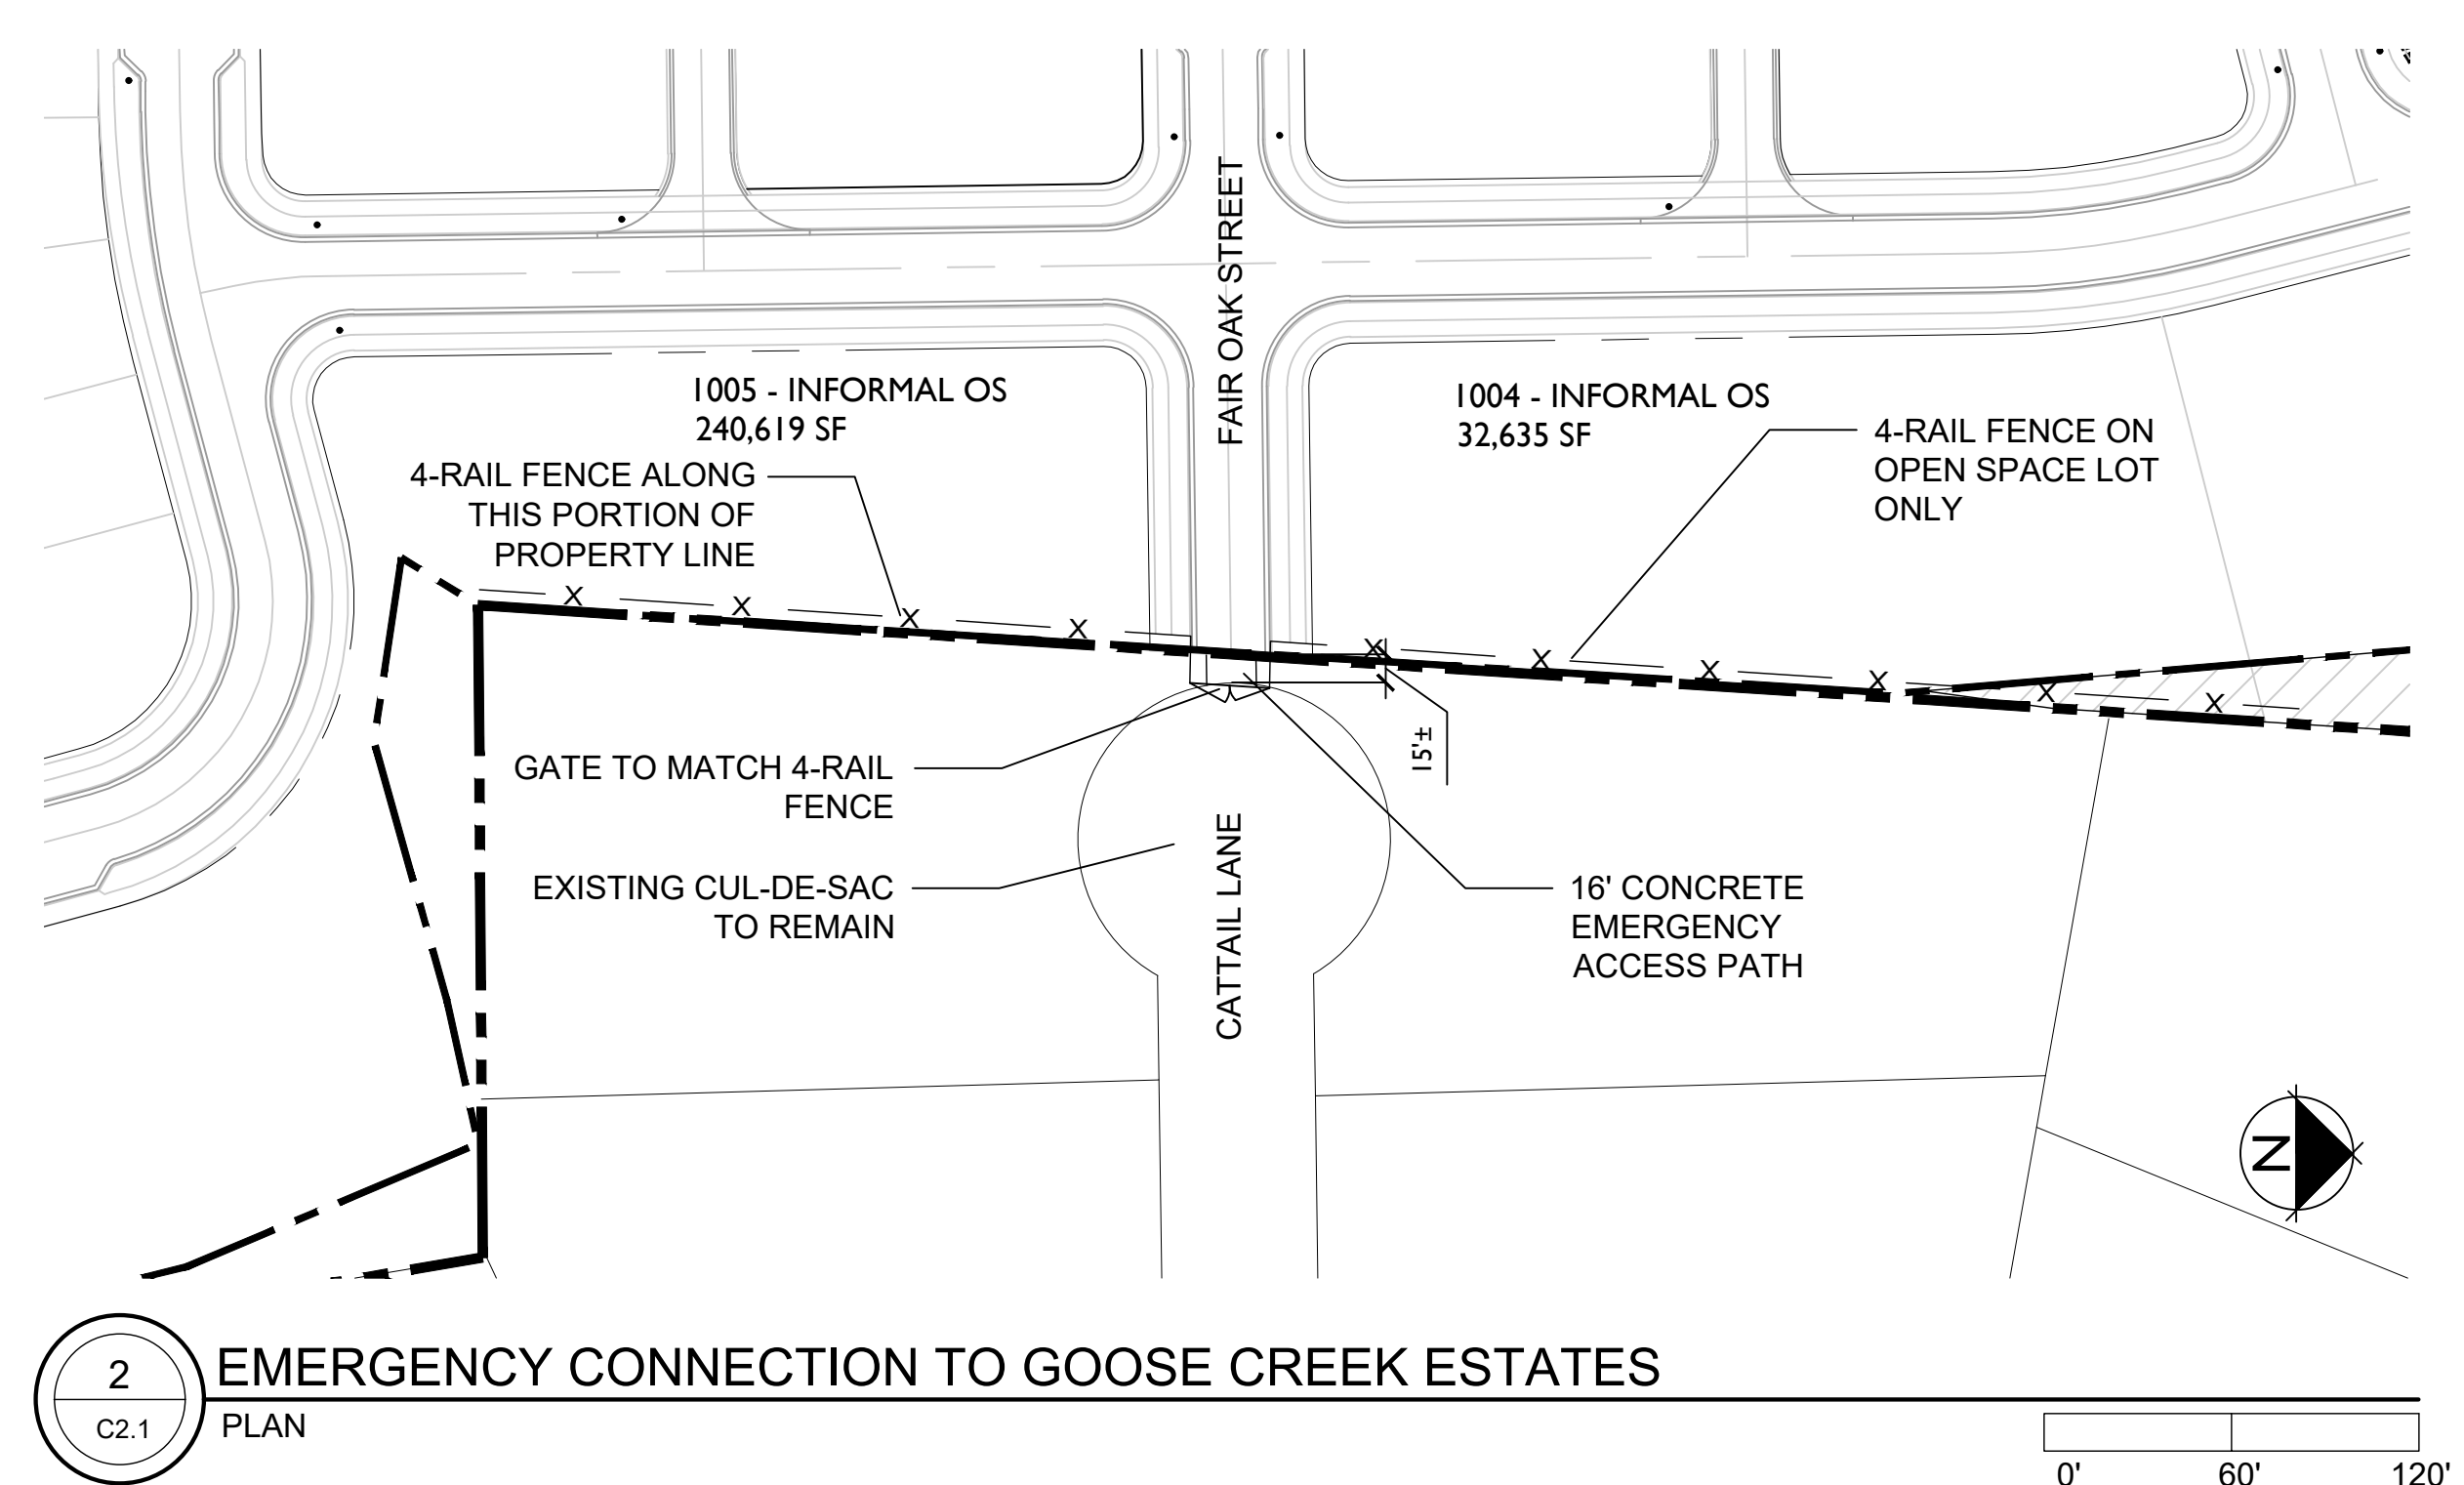 FAIR OAK STREET
1005 - INFORMAL OS
240,619 SF
1004 - INFORMAL OS
32,635 SF
4-RAIL FENCE ON
OPEN SPACE LOT
ONLY
4-RAIL FENCE ALONG
THIS PORTION OF
PROPERTY LINE
X X X X X X X X X X
GATE TO MATCH 4-RAIL
FENCE
15'±
EXISTING CUL-DE-SAC
TO REMAIN
CATTAIL LANE
16' CONCRETE
EMERGENCY
ACCESS PATH
N
2
C2.1
EMERGENCY CONNECTION TO GOOSE CREEK ESTATES
PLAN
0' 60' 120'